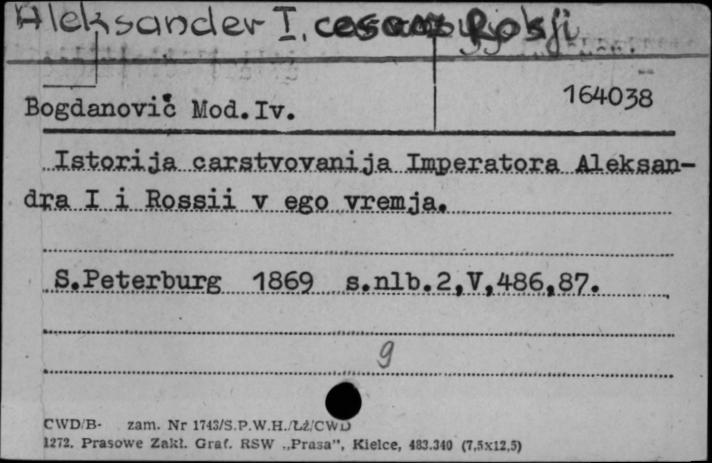 Aleksander I, cesarz Rosji
164038
Bogdanovič Mod.Iv.
Istorija carstvovanija Imperatora Aleksan-
dra I i Rossii v ego vremja.
S.Peterburg 1869 s.nlb.2,V,486,87.
9
CWD/B- zam. Nr 1743/S.P.W.H./Łż/CWD
1272. Prasowe Zakł. Graf. RSW „Prasa”, Kielce, 483.340 (7,5x12,5)